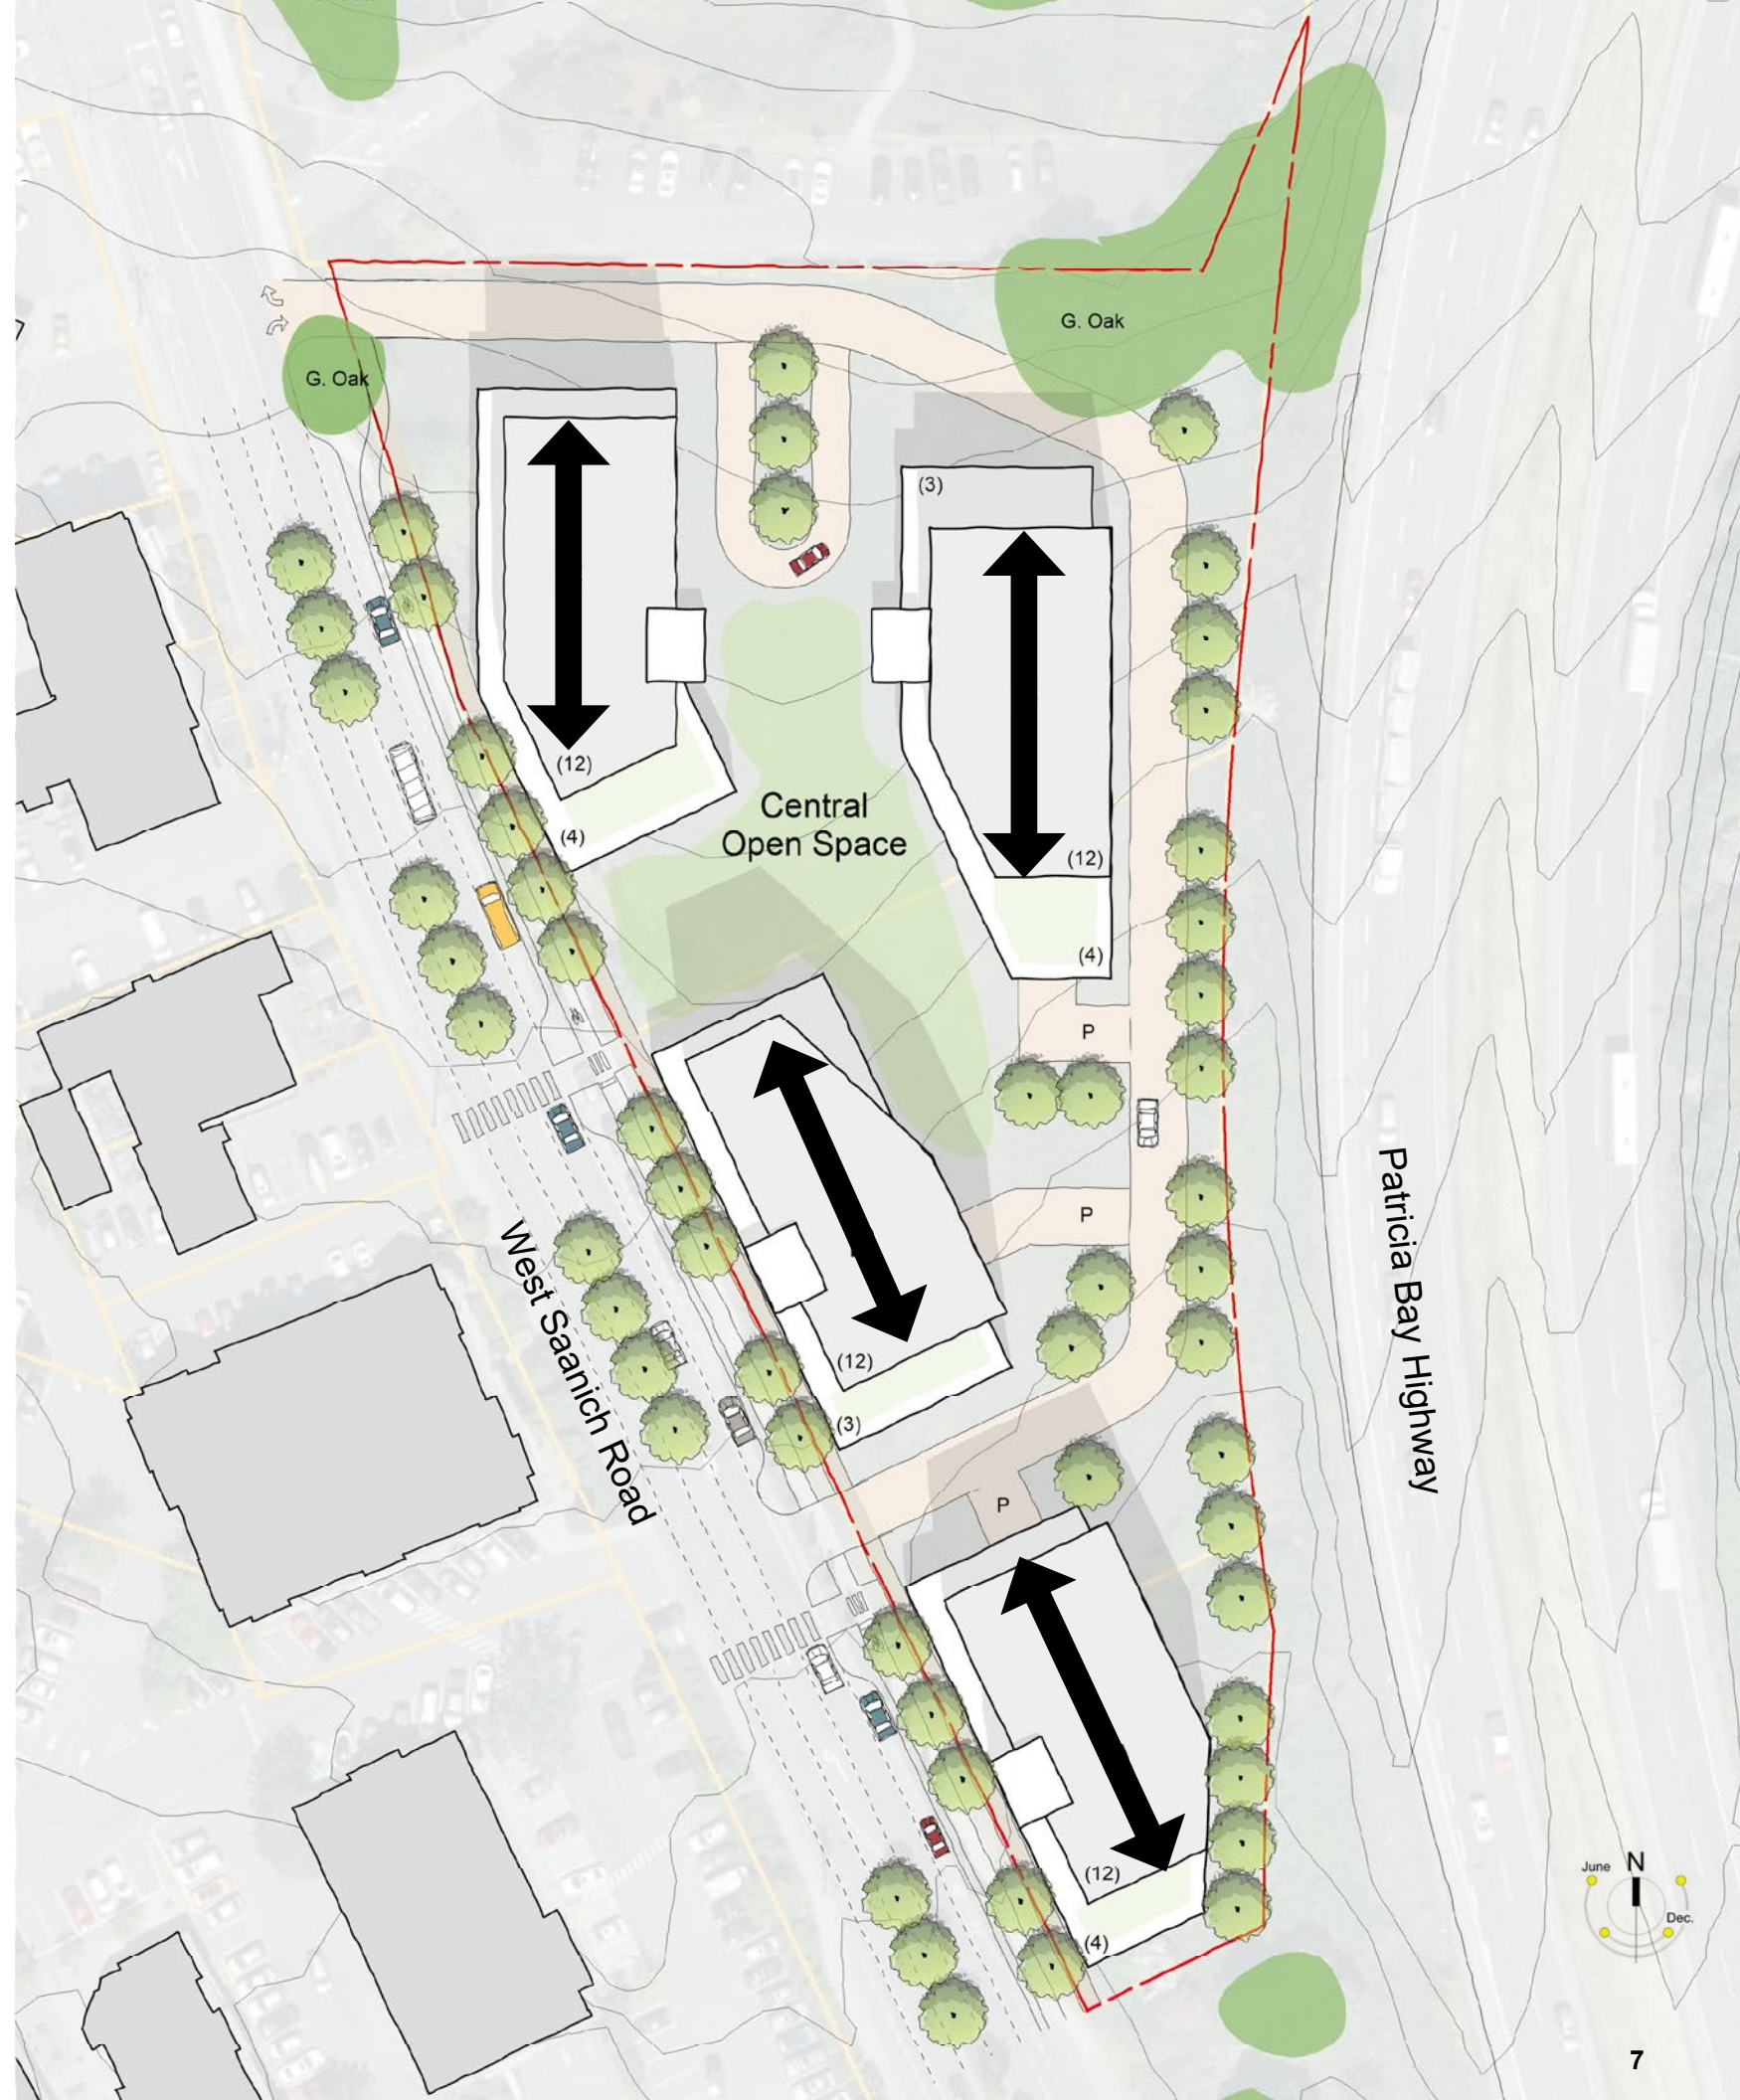 G. Oak
G. Oak
(3)
(12)
(4)
Central
Open Space
(12)
(4)
P
P
West Saanich Road
Patricia Bay Highway
(12)
(3)
P
(12)
(4)
June
N
Dec.
7